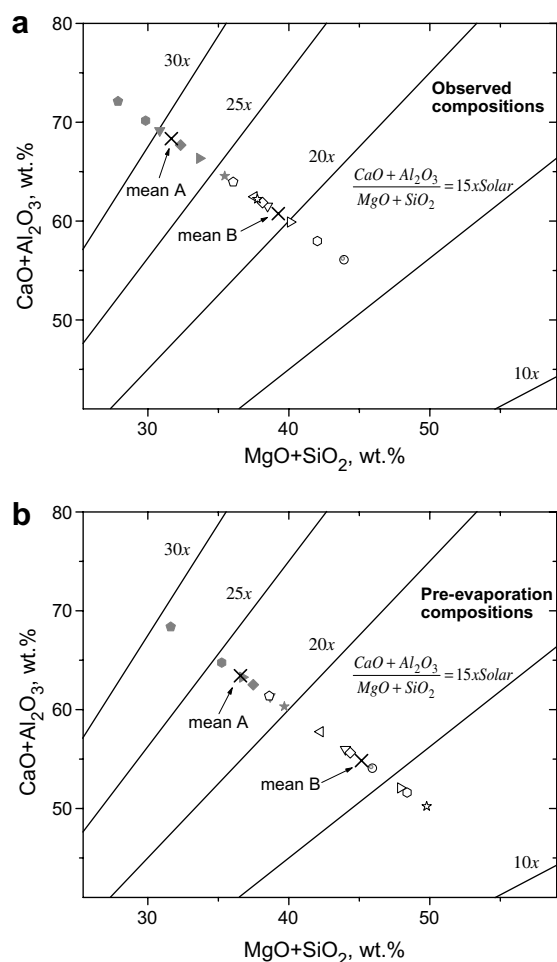 a
80
70
60
50
30
40
50
CaO+Al₂O₃, wt.%
MgO+SiO₂, wt.%
30x
25x
20x
10x
Observed
compositions
CaO + Al₂O₃
MgO + SiO₂
= 15xSolar
mean A
mean B
b
80
70
60
50
30
40
50
CaO+Al₂O₃, wt.%
MgO+SiO₂, wt.%
30x
25x
20x
10x
Pre-evaporation
compositions
CaO + Al₂O₃
MgO + SiO₂
= 15xSolar
mean A
mean B